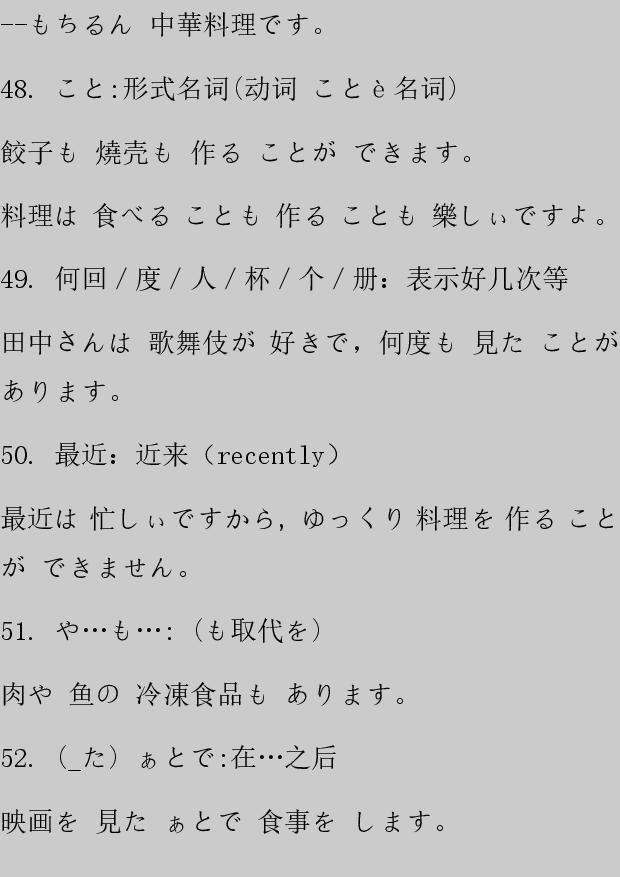 --もちるん 中華料理です。
48. こと:形式名词(动词 こと è 名词)
餃子も 燒壳も 作る ことが できます。
料理は 食べる ことも 作る ことも 樂しぃですよ。
49. 何回/度/人/杯/个/册：表示好几次等
田中さんは 歌舞伎が 好きで，何度も 見た ことが
あります。
50. 最近：近来（recently）
最近は 忙しぃですから，ゆっくり 料理を 作る こと
が できません。
51. や…も…:（も取代を）
肉や 鱼の 冷凍食品も あります。
52.（_た）ぁとで:在…之后
映画を 見た ぁとで 食事を します。